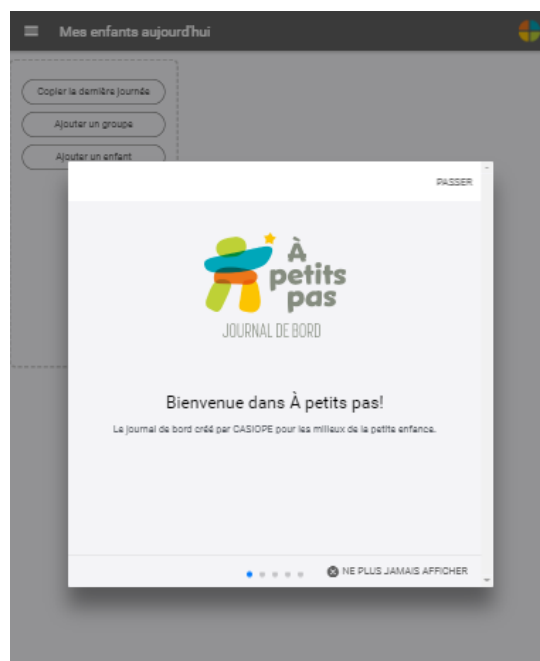 Mes enfants aujourd'hui
Copier la dernière journée
Ajouter un groupe
Ajouter un enfant
PASSER
À
petits
pas
JOURNAL DE BORD
Bienvenue dans À petits pas!
Le journal de bord créé par CASIOPE pour les milieux de la petite enfance.
NE PLUS JAMAIS AFFICHER